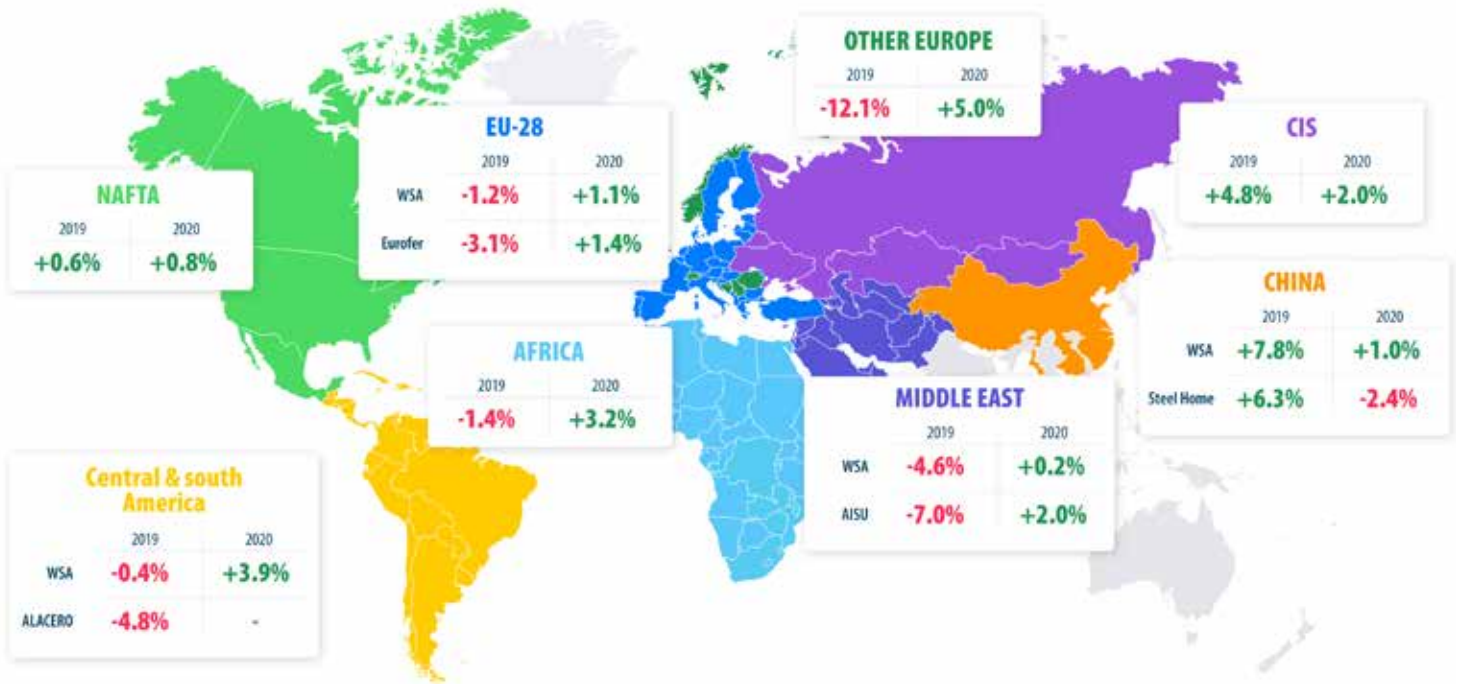 OTHER EUROPE
2019 2020
-12.1% +5.0%
EU-28
2019 2020
WSA -1.2% +1.1%
Eurofer -3.1% +1.4%
CIS
2019 2020
+4.8% +2.0%
NAFTA
2019 2020
+0.6% +0.8%
CHINA
2019 2020
WSA +7.8% +1.0%
Steel Home +6.3% -2.4%
AFRICA
2019 2020
-1.4% +3.2%
MIDDLE EAST
2019 2020
WSA -4.6% +0.2%
AISU -7.0% +2.0%
Central & south
America
2019 2020
WSA -0.4% +3.9%
ALACERO -4.8% -